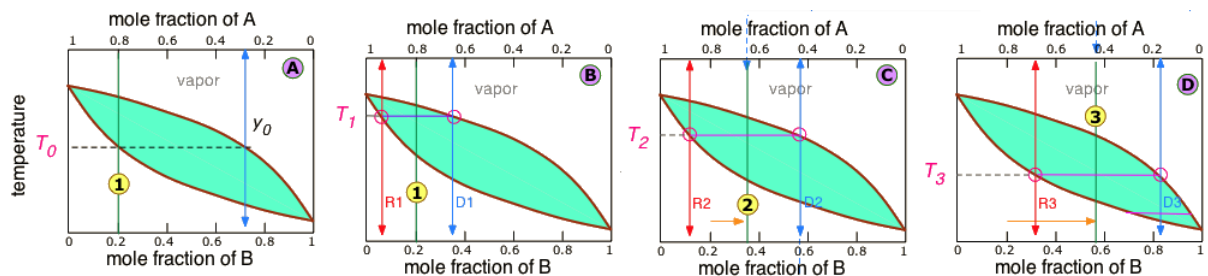 mole fraction of A
1 0.8 0.6 0.4 0.2 0
vapor
A
temperature
T0
y0
1
0 0.2 0.4 0.6 0.8 1
mole fraction of B
mole fraction of A
1 0.8 0.6 0.4 0.2 0
vapor
B
T1
1
R1
D1
0 0.2 0.4 0.6 0.8 1
mole fraction of B
mole fraction of A
1 0.8 0.6 0.4 0.2 0
vapor
C
T2
R2
2
D2
0 0.2 0.4 0.6 0.8 1
mole fraction of B
mole fraction of A
1 0.8 0.6 0.4 0.2 0
vapor
D
3
T3
R3
D3
0 0.2 0.4 0.6 0.8 1
mole fraction of B